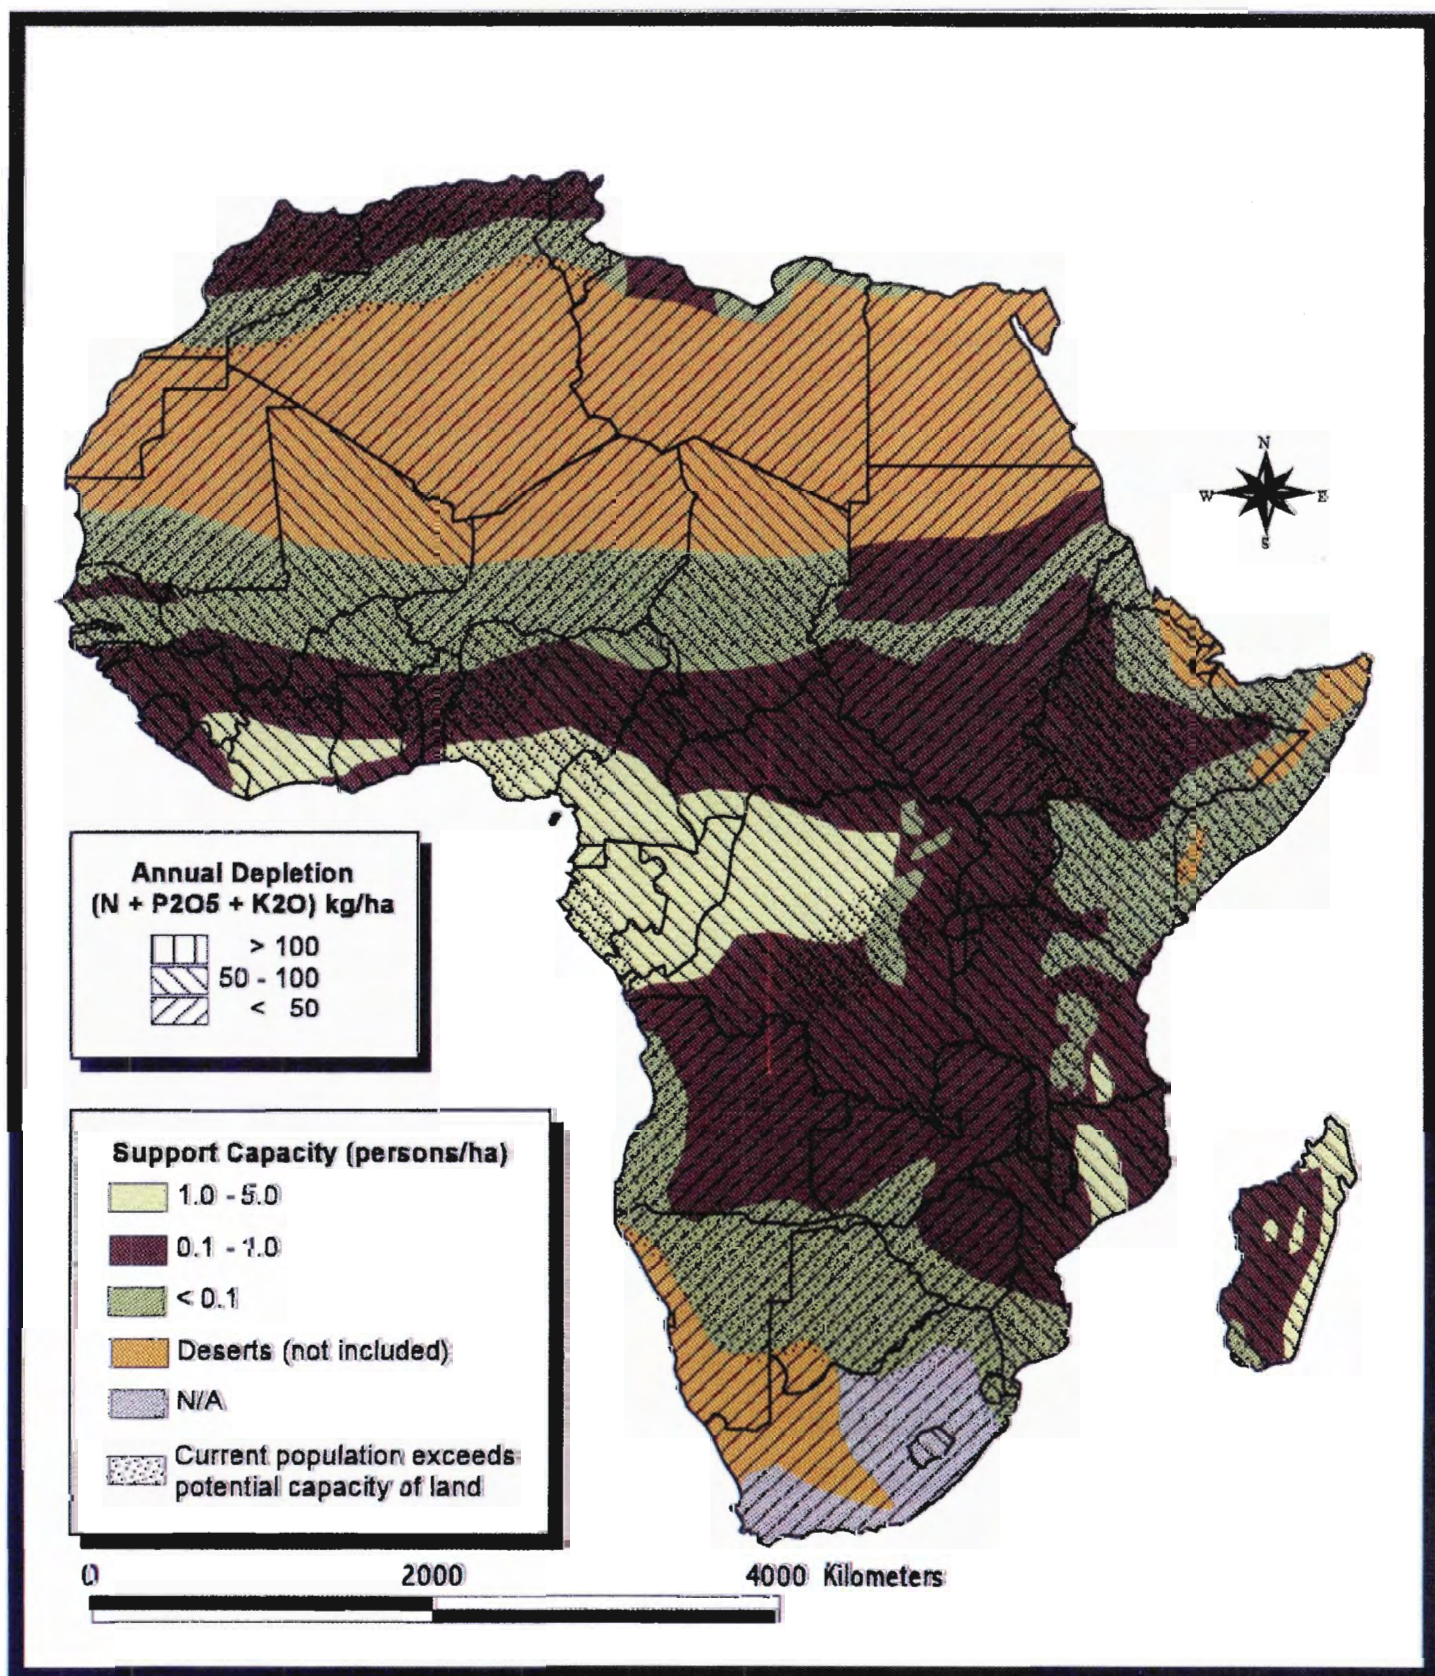 N
W
E
S
Annual Depletion
(N + P2O5 + K2O) kg/ha
> 100
50 - 100
< 50
Support Capacity (persons/ha)
1.0 - 5.0
0.1 - 1.0
< 0.1
Deserts (not included)
N/A
Current population exceeds
potential capacity of land
0 2000 4000 Kilometers